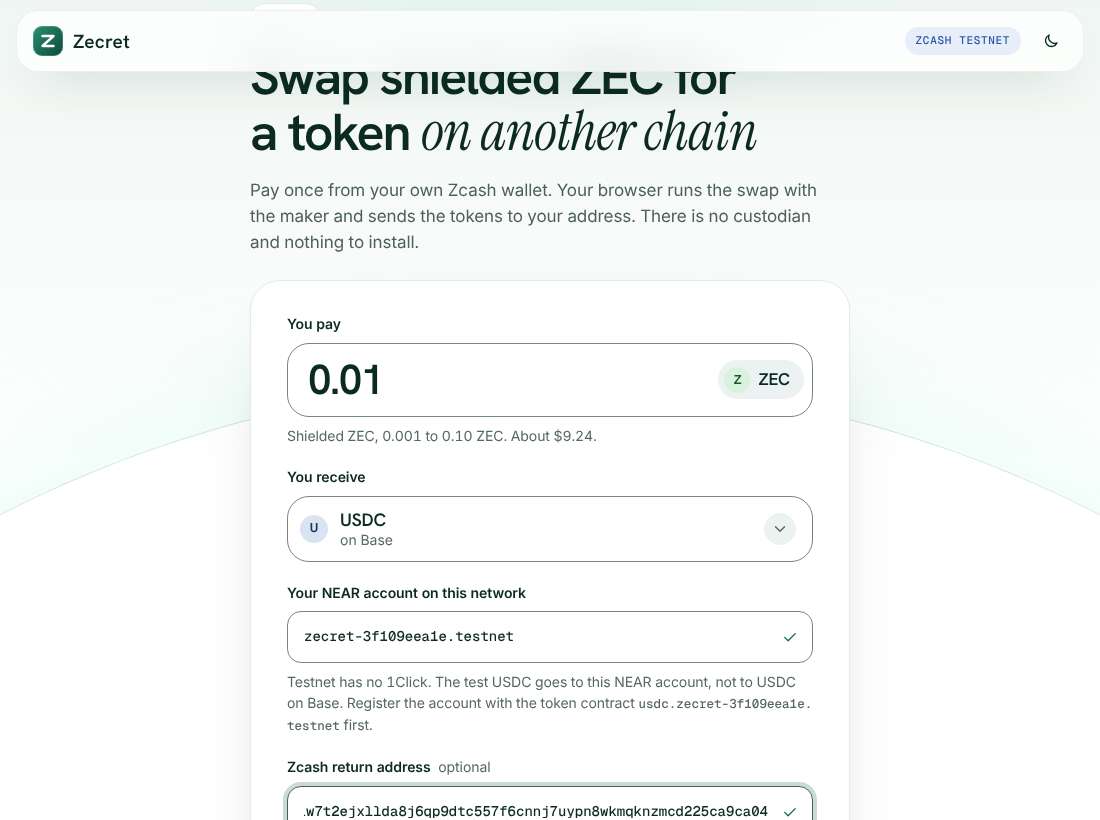 Zecret
ZCASH TESTNET
Swap shielded ZEC for
a token on another chain
Pay once from your own Zcash wallet. Your browser runs the swap with
the maker and sends the tokens to your address. There is no custodian
and nothing to install.
You pay
0.01
Z ZEC
Shielded ZEC, 0.001 to 0.10 ZEC. About $9.24.
You receive
U
USDC
on Base
Your NEAR account on this network
zecret-3f109eea1e.testnet
Testnet has no 1Click. The test USDC goes to this NEAR account, not to USDC
on Base. Register the account with the token contract usdc.zecret-3f109eea1e.
testnet first.
Zcash return address optional
w7t2ejxllda8j6qp9dtc557f6cnnj7uypn8wkmqknzmcd225ca9ca04